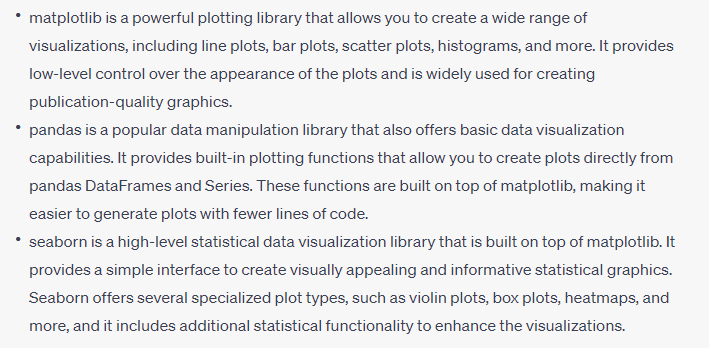 • matplotlib is a powerful plotting library that allows you to create a wide range of
visualizations, including line plots, bar plots, scatter plots, histograms, and more. It provides
low-level control over the appearance of the plots and is widely used for creating
publication-quality graphics.
• pandas is a popular data manipulation library that also offers basic data visualization
capabilities. It provides built-in plotting functions that allow you to create plots directly from
pandas DataFrames and Series. These functions are built on top of matplotlib, making it
easier to generate plots with fewer lines of code.
• seaborn is a high-level statistical data visualization library that is built on top of matplotlib. It
provides a simple interface to create visually appealing and informative statistical graphics.
Seaborn offers several specialized plot types, such as violin plots, box plots, heatmaps, and
more, and it includes additional statistical functionality to enhance the visualizations.